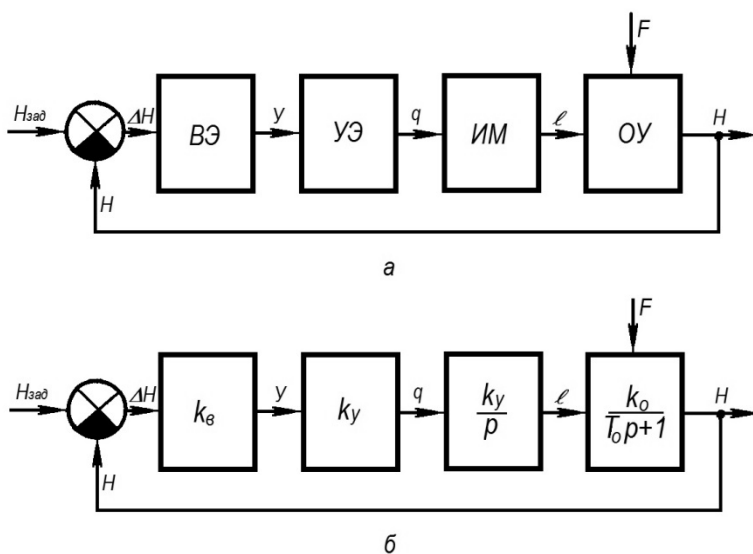 F
Hзад ΔH ВЭ У УЭ q ИМ ℓ ОУ H
H
а
F
Hзад ΔH kв У kу q kу/p ℓ kо/Tоp+1 H
H
б